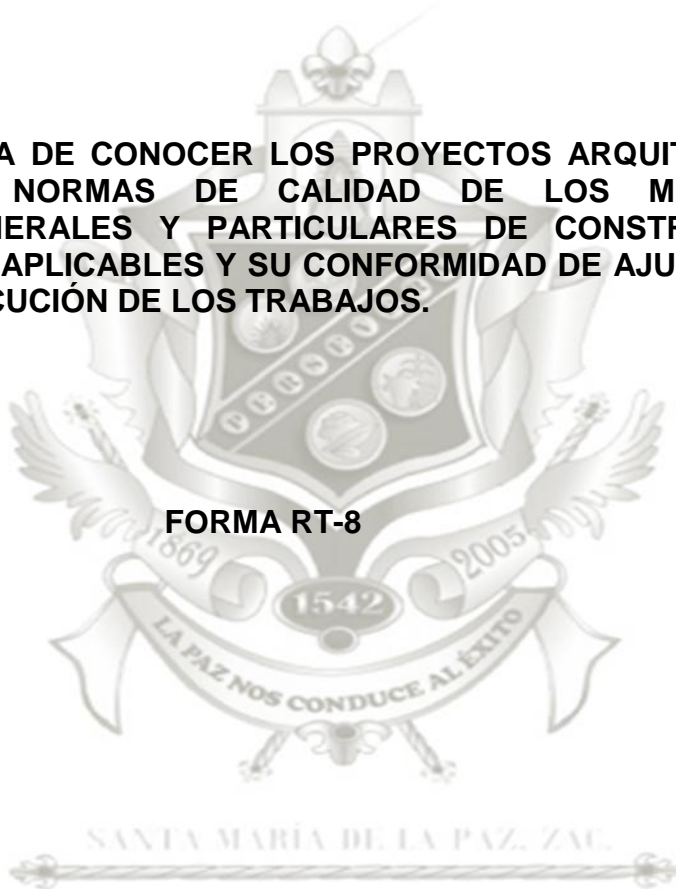 A DE CONOCER LOS PROYECTOS ARQUIT
NORMAS DE CALIDAD DE LOS M
ERALES Y PARTICULARES DE CONSTR
APLICABLES Y SU CONFORMIDAD DE AJU
CUCIÓN DE LOS TRABAJOS.
FORMA RT-8
1869
2005
1542
LA PAZ NOS CONDUCE AL ÉXITO
SANTA MARÍA DE LA PAZ, ZAC.